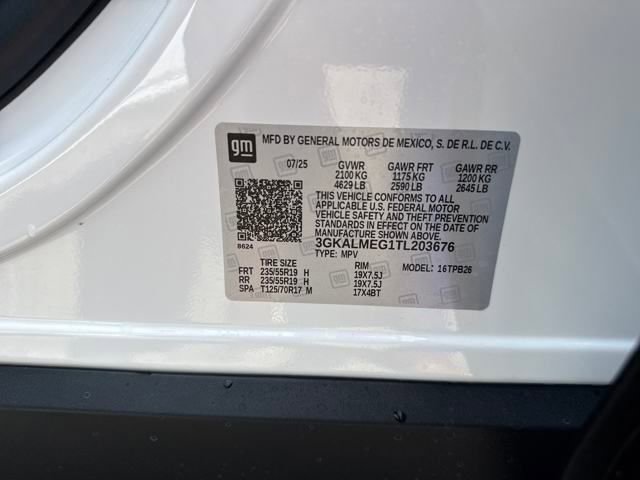 gm MFD BY GENERAL MOTORS DE MEXICO, S. DE R.L. DE C.V.
07/25 GVWR GAWR FRT GAWR RR
2100 KG 1175 KG 1200 KG
4629 LB 2590 LB 2645 LB
THIS VEHICLE CONFORMS TO ALL
APPLICABLE U.S. FEDERAL MOTOR
VEHICLE SAFETY AND THEFT PREVENTION
STANDARDS IN EFFECT ON THE DATE OF
MANUFACTURE SHOWN ABOVE.
8624 3GKALMEG1TL203676
TYPE: MPV MODEL: 16TPB26
TIRE SIZE RIM
FRT 235/55R19 H 19X7.5J
RR 235/55R19 H 19X7.5J
SPA T125/70R17 M 17X4BT